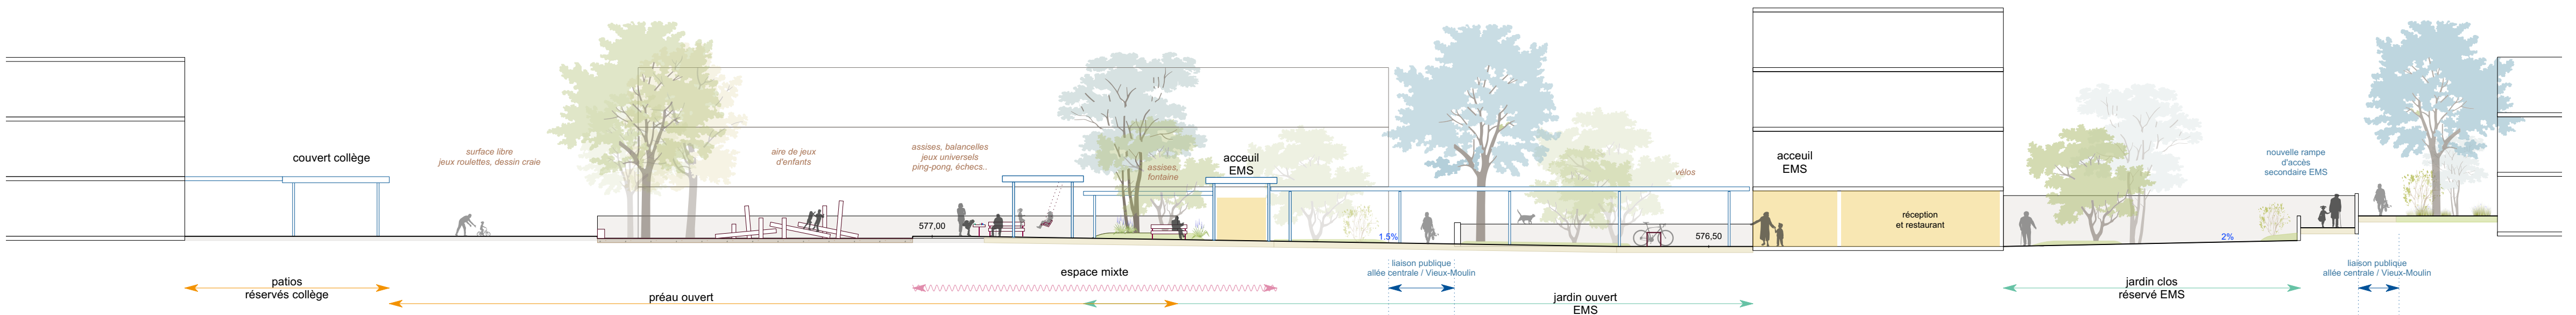 couvert collège
surface libre
jeux roulettes, dessin craie
aire de jeux
d'enfants
assises, balancelles
jeux universels
ping-pong, échecs..
assises,
fontaine
acceuil
EMS
vélos
acceuil
EMS
nouvelle rampe
d'accès
secondaire EMS
577,00
1.5%
576,50
réception
et restaurant
2%
patios
réservés collège
préau ouvert
espace mixte
liaison publique
allée centrale / Vieux-Moulin
jardin ouvert
EMS
jardin clos
réservé EMS
liaison publique
allée centrale / Vieux-Moulin